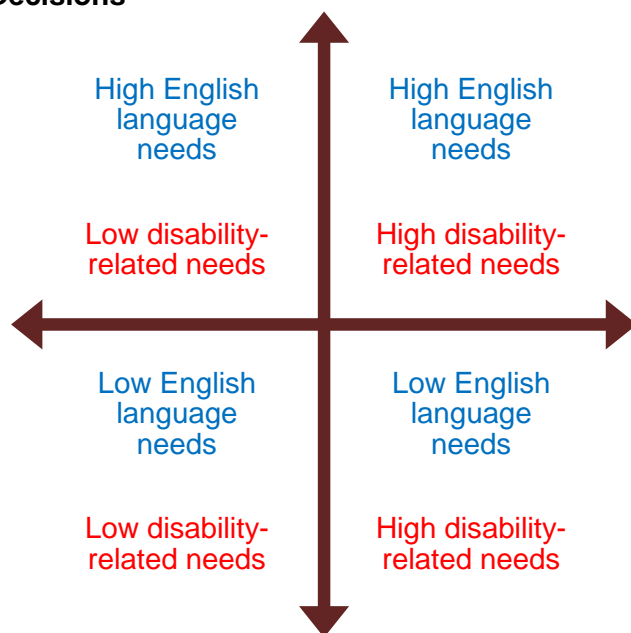 Decisions
High English
language
needs
Low disability-
related needs
High English
language
needs
High disability-
related needs
Low English
language
needs
Low disability-
related needs
Low English
language
needs
High disability-
related needs